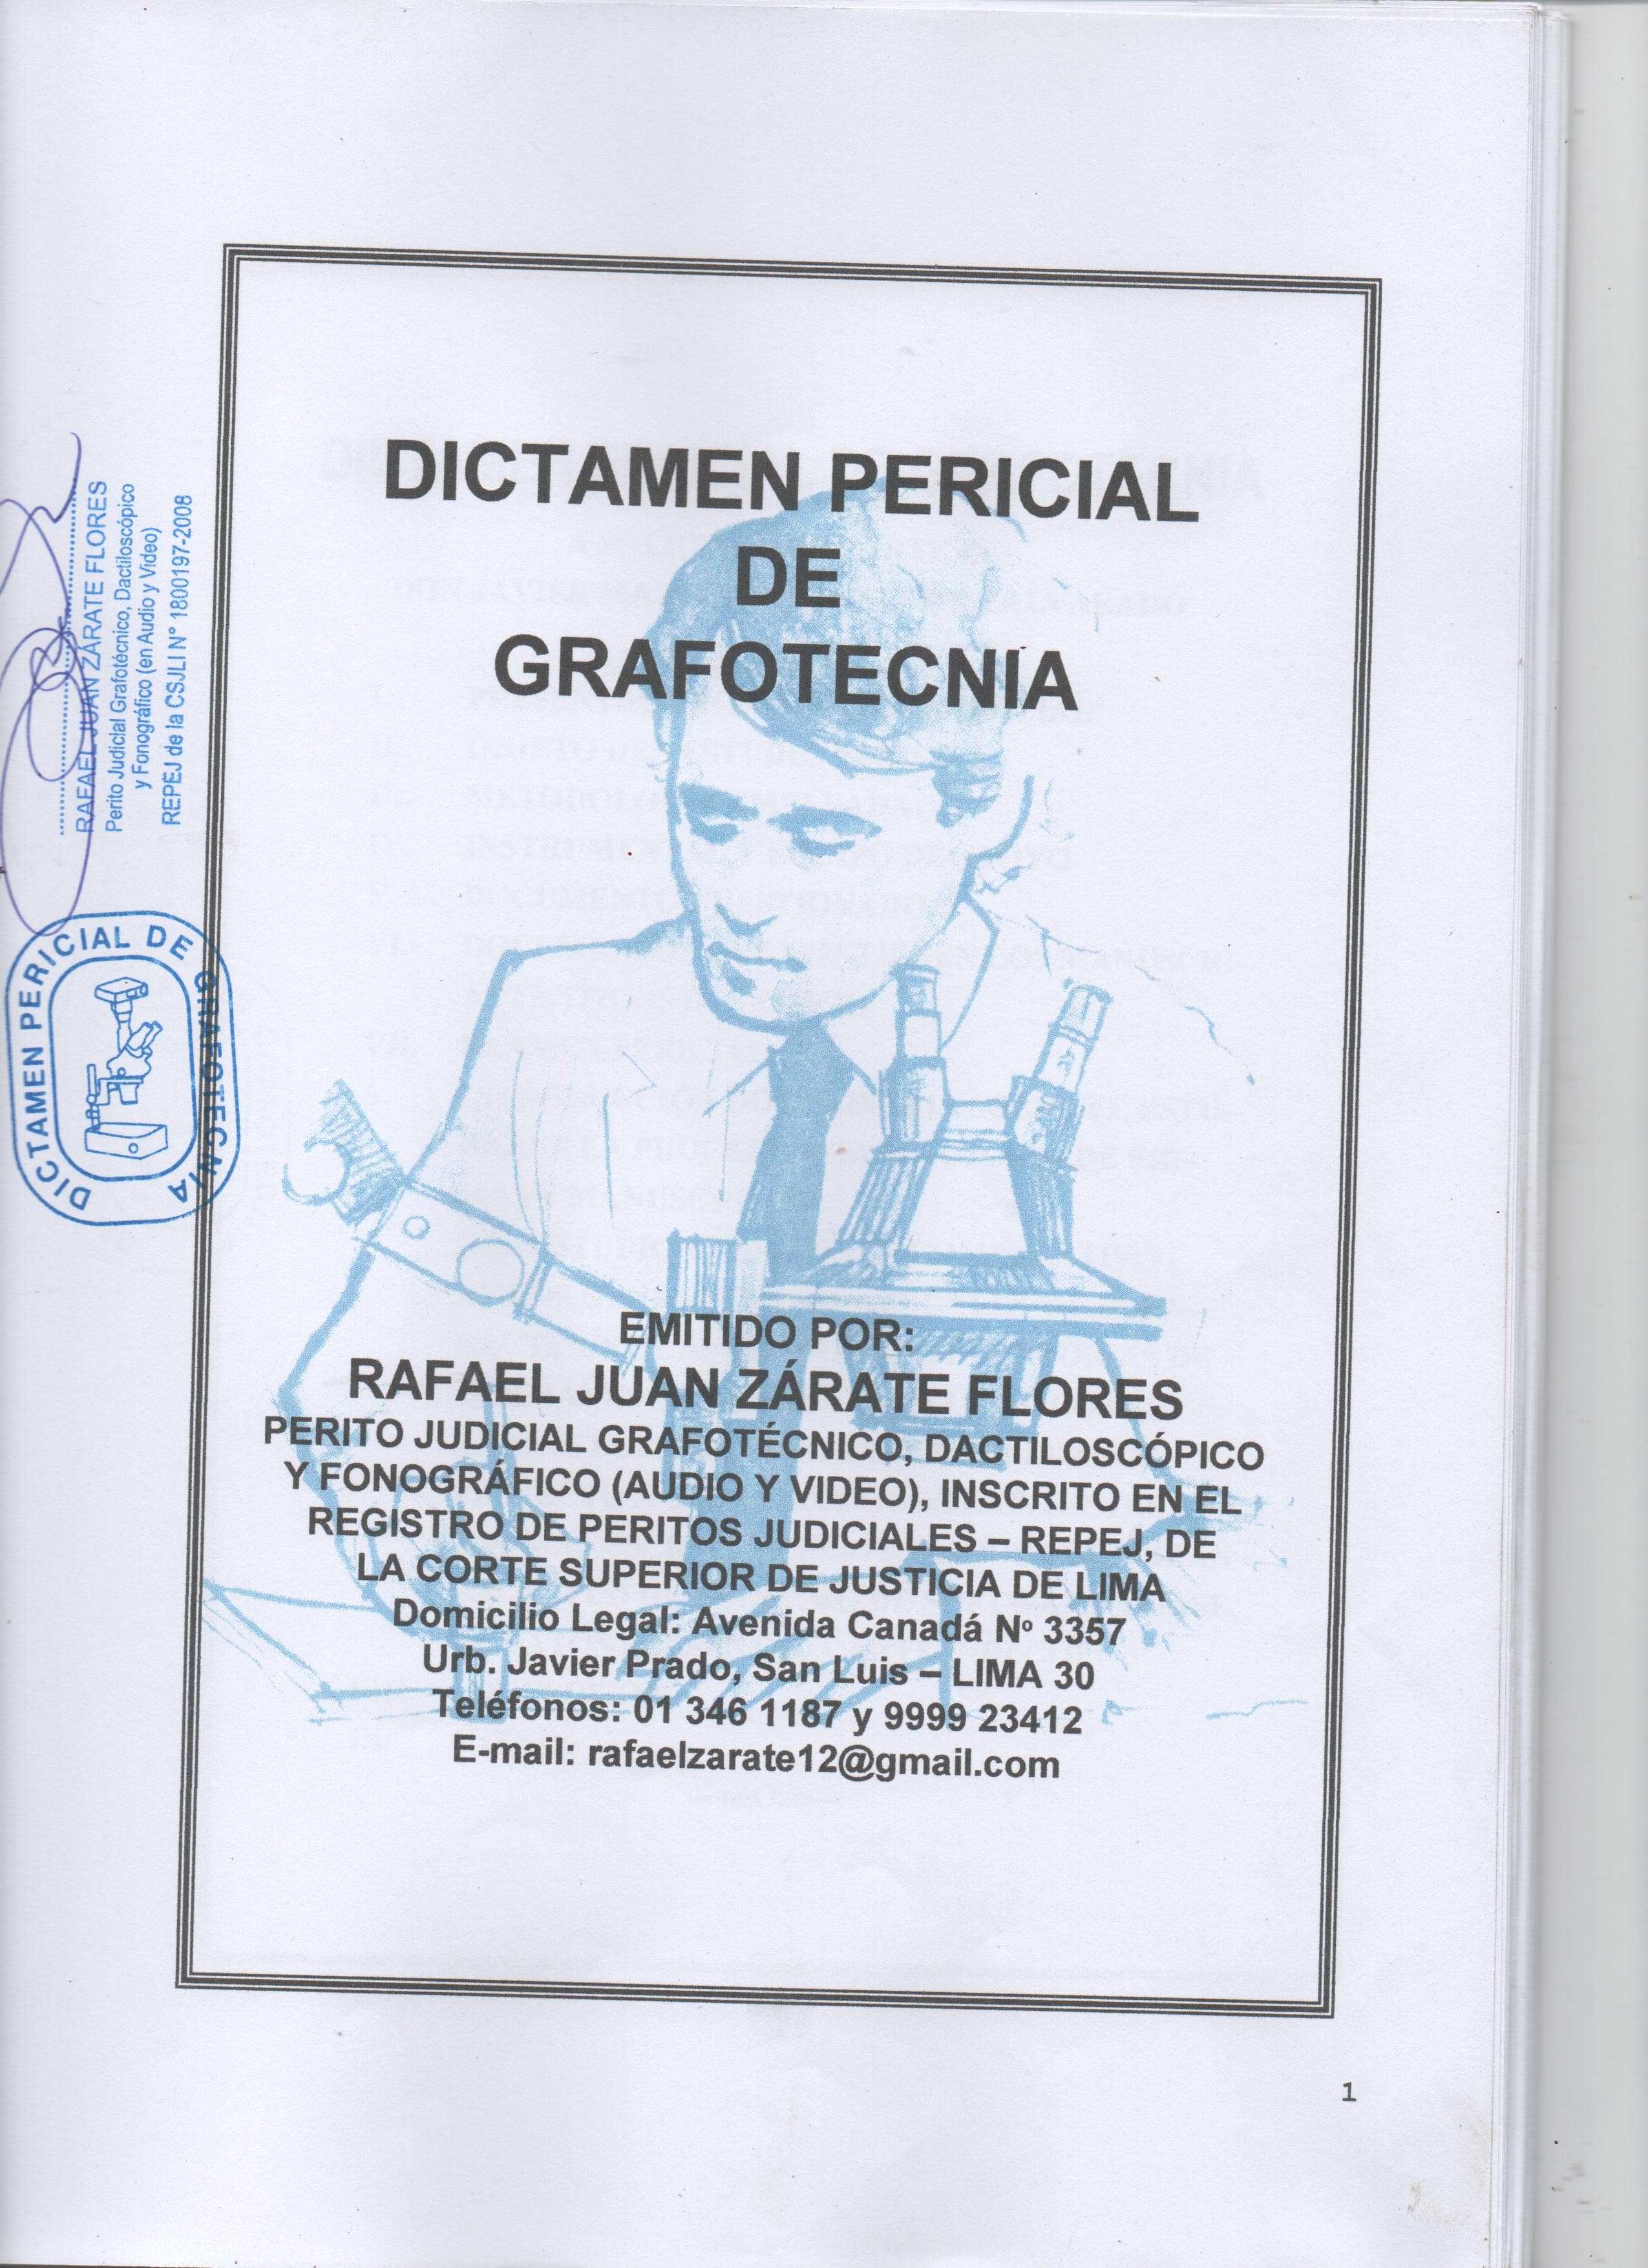 DICTAMEN PERICIAL
DE
GRAFOTECNIA
RAFAEL JUAN ZÁRATE FLORES
Perito Judicial Grafotécnico, Dactiloscópico
y Fonográfico (en Audio y Video)
REPEJ de la CSJLI N° 1800197-2008
DICTAMEN PERICIAL DE GRAFOTECNIA
EMITIDO POR:
RAFAEL JUAN ZÁRATE FLORES
PERITO JUDICIAL GRAFOTÉCNICO, DACTILOSCÓPICO
Y FONOGRÁFICO (AUDIO Y VIDEO), INSCRITO EN EL
REGISTRO DE PERITOS JUDICIALES – REPEJ, DE
LA CORTE SUPERIOR DE JUSTICIA DE LIMA
Domicilio Legal: Avenida Canadá Nº 3357
Urb. Javier Prado, San Luis – LIMA 30
Teléfonos: 01 346 1187 y 9999 23412
E-mail: rafaelzarate12@gmail.com
1